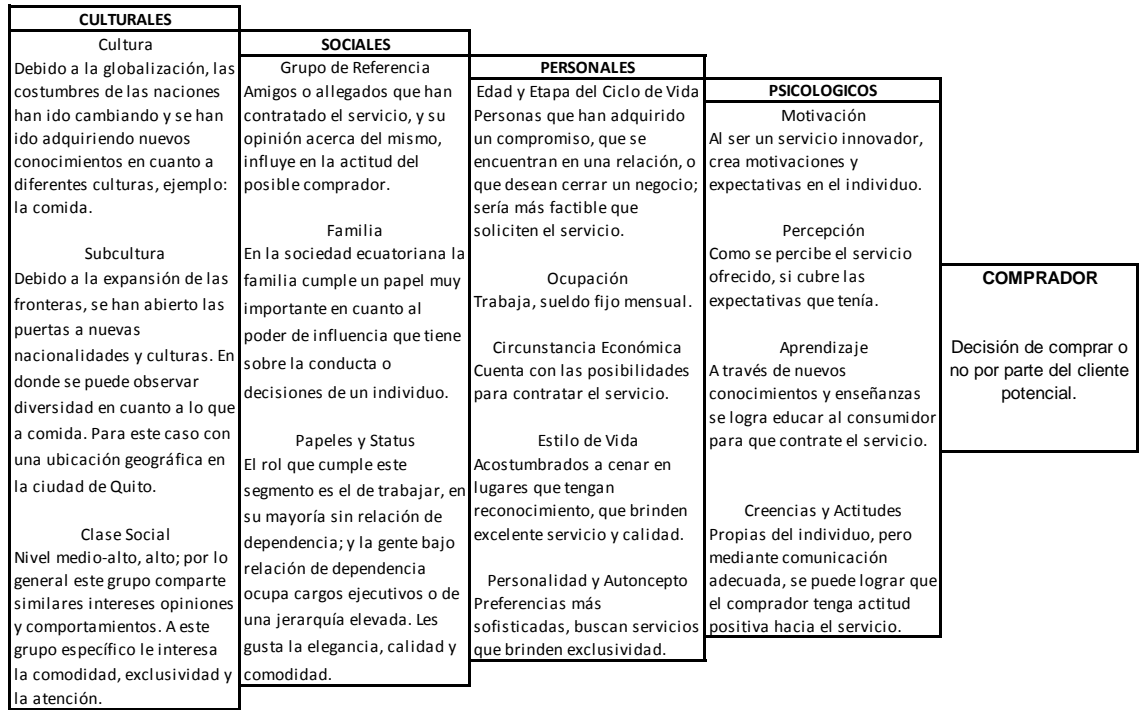 CULTURALES
Cultura
Debido a la globalización, las
costumbres de las naciones
han ido cambiando y se han
ido adquiriendo nuevos
conocimientos en cuanto a
diferentes culturas, ejemplo:
la comida.
Subcultura
Debido a la expansión de las
fronteras, se han abierto las
puertas a nuevas
nacionalidades y culturas. En
donde se puede observar
diversidad en cuanto a lo que
a comida. Para este caso con
una ubicación geográfica en
la ciudad de Quito.
Clase Social
Nivel medio-alto, alto; por lo
general este grupo comparte
similares intereses opiniones
y comportamientos. A este
grupo específico le interesa
la comodidad, exclusividad y
la atención.
SOCIALES
Grupo de Referencia
Amigos o allegados que han
contratado el servicio, y su
opinión acerca del mismo,
influye en la actitud del
posible comprador.
Familia
En la sociedad ecuatoriana la
familia cumple un papel muy
importante en cuanto al
poder de influencia que tiene
sobre la conducta o
decisiones de un individuo.
Papeles y Status
El rol que cumple este
segmento es el de trabajar, en
su mayoría sin relación de
dependencia; y la gente bajo
relación de dependencia
ocupa cargos ejecutivos o de
una jerarquía elevada. Les
gusta la elegancia, calidad y
comodidad.
PERSONALES
Edad y Etapa del Ciclo de Vida
Personas que han adquirido
un compromiso, que se
encuentran en una relación, o
que desean cerrar un negocio;
sería más factible que
soliciten el servicio.
Ocupación
Trabaja, sueldo fijo mensual.
Circunstancia Económica
Cuenta con las posibilidades
para contratar el servicio.
Estilo de Vida
Acostumbrados a cenar en
lugares que tengan
reconocimiento, que brinden
excelente servicio y calidad.
Personalidad y Autoncepto
Preferencias más
sofisticadas, buscan servicios
que brinden exclusividad.
PSICOLOGICOS
Motivación
Al ser un servicio innovador,
crea motivaciones y
expectativas en el individuo.
Percepción
Como se percibe el servicio
ofrecido, si cubre las
expectativas que tenía.
Aprendizaje
A través de nuevos
conocimientos y enseñanzas
se logra educar al consumidor
para que contrate el servicio.
Creencias y Actitudes
Propias del individuo, pero
mediante comunicación
adecuada, se puede lograr que
el comprador tenga actitud
positiva hacia el servicio.
COMPRADOR
Decisión de comprar o
no por parte del cliente
potencial.